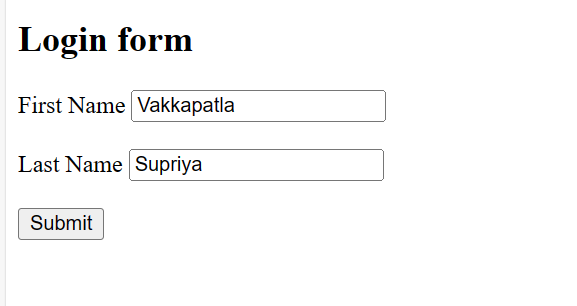 Login form
First Name Vakkapatla
Last Name Supriya
Submit